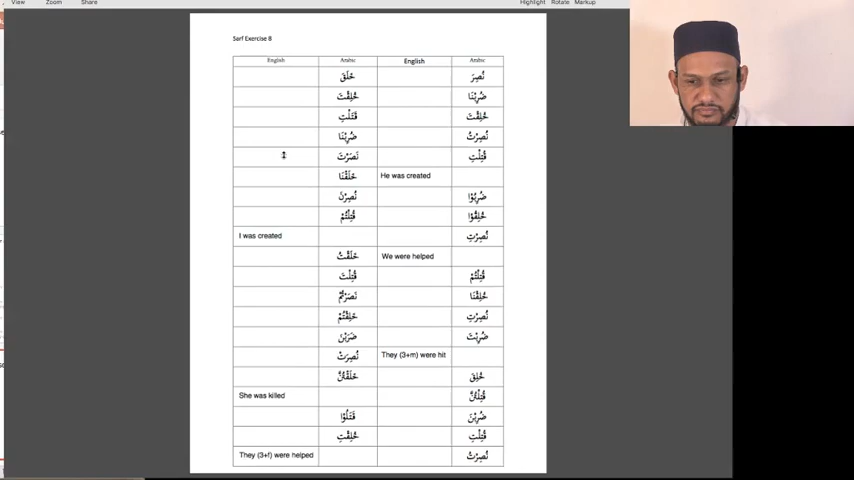 View Zoom Share Highlight Rotate Markup
Sarf Exercise 8
English Arabic English Arabic
نُصِرَ خُلِقَ
ضُرِبْنَا خُلِقْتَ
خُلِقْتَ قَتَلْتِ
نُصِرْتُ ضُرِبْنَا
قُتِلْتِ نَصَرْتَ
He was created خَلَقْنَا
ضُرِبُوْا نُصِرْنَ
خُلِقُوْا قُتِلْتُمْ
نُصِرْتِ I was created
We were helped خَلَقْتُ
قُتِلْتُمْ قُتِلْتَ
خُلِقْنَا نَصَرْتُمْ
نُصِرْتِ خُلِقْتُمْ
ضُرِبْتَ ضَرَبْنَ
They (3+m) were hit نُصِرَتْ
خُلِقَ خَلَقْتُنَّ
قُتِلْتُنَّ She was killed
ضُرِبْنَ قَتَلُوْا
قُتِلْتِ خُلِقْتِ
نُصِرْتُ They (3+f) were helped